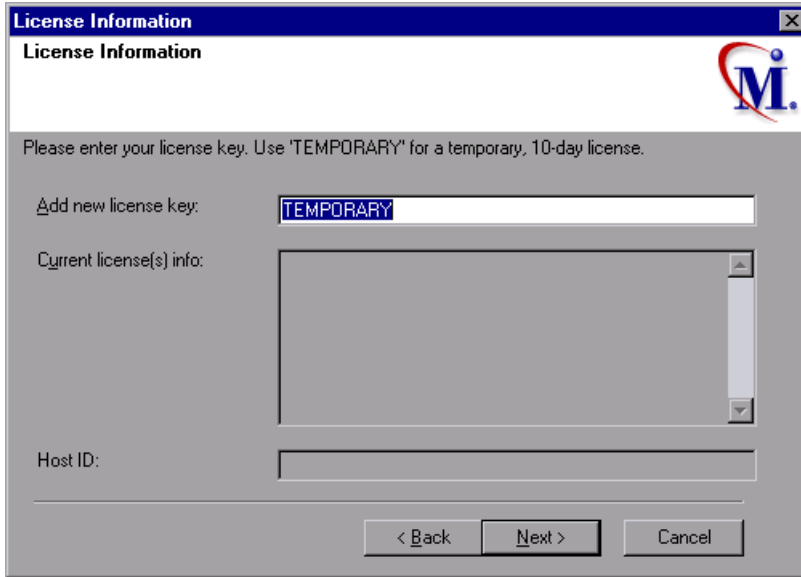 License Information
License Information
M.
Please enter your license key. Use 'TEMPORARY' for a temporary, 10-day license.
Add new license key:
TEMPORARY
Current license(s) info:
Host ID:
< Back
Next >
Cancel